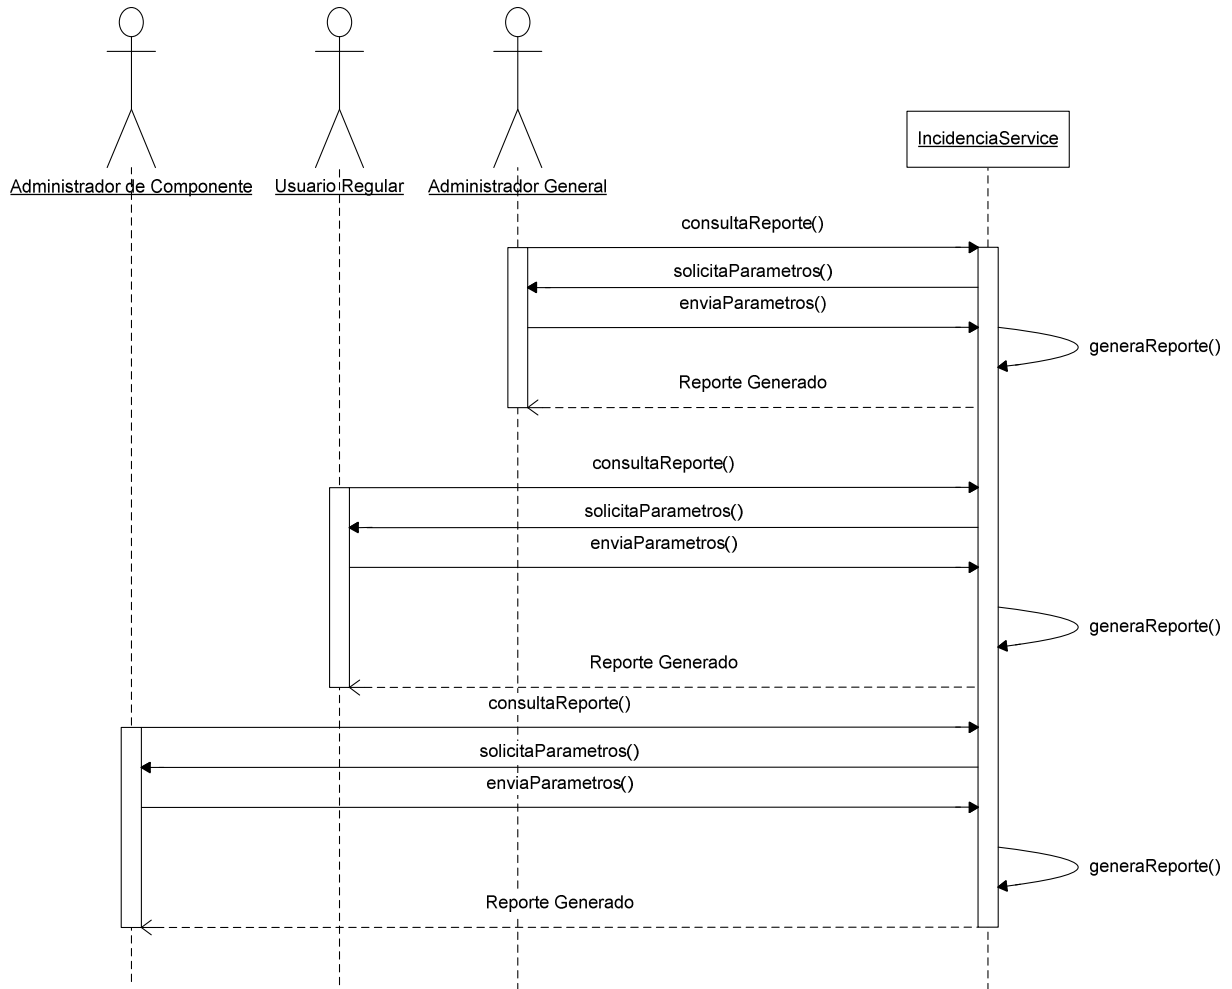 Administrador de Componente
Usuario Regular
Administrador General
IncidenciaService
consultaReporte()
solicitaParametros()
enviaParametros()
generaReporte()
Reporte Generado
consultaReporte()
solicitaParametros()
enviaParametros()
generaReporte()
Reporte Generado
consultaReporte()
solicitaParametros()
enviaParametros()
generaReporte()
Reporte Generado